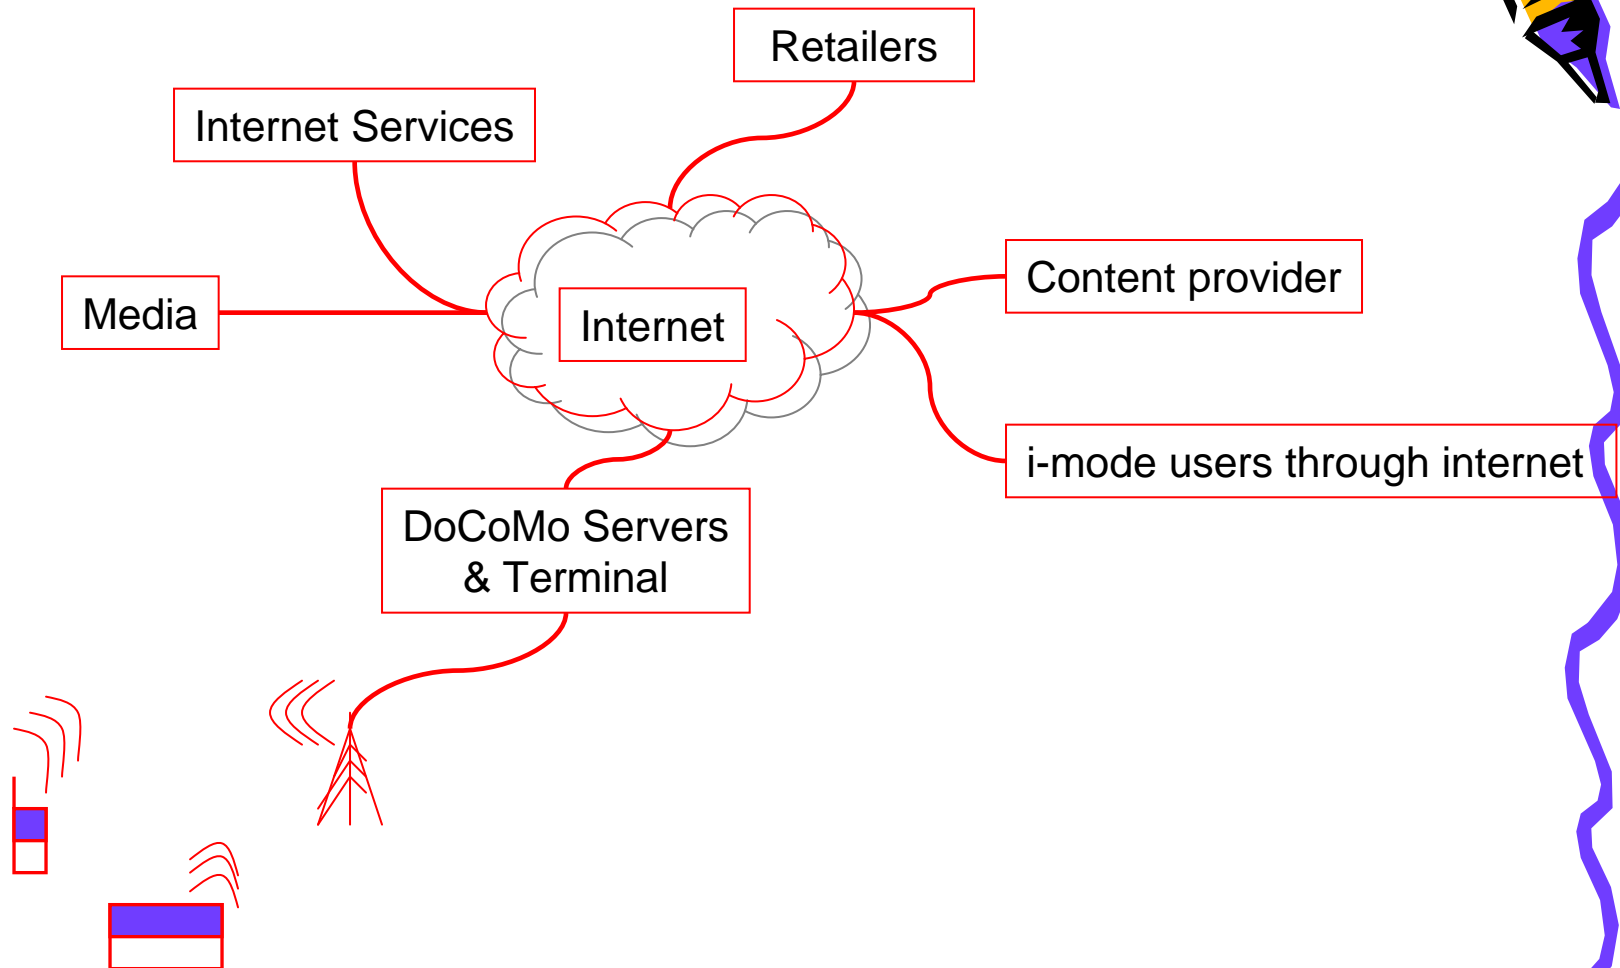 Retailers
Internet Services
Content provider
Media
Internet
i-mode users through internet
DoCoMo Servers
& Terminal